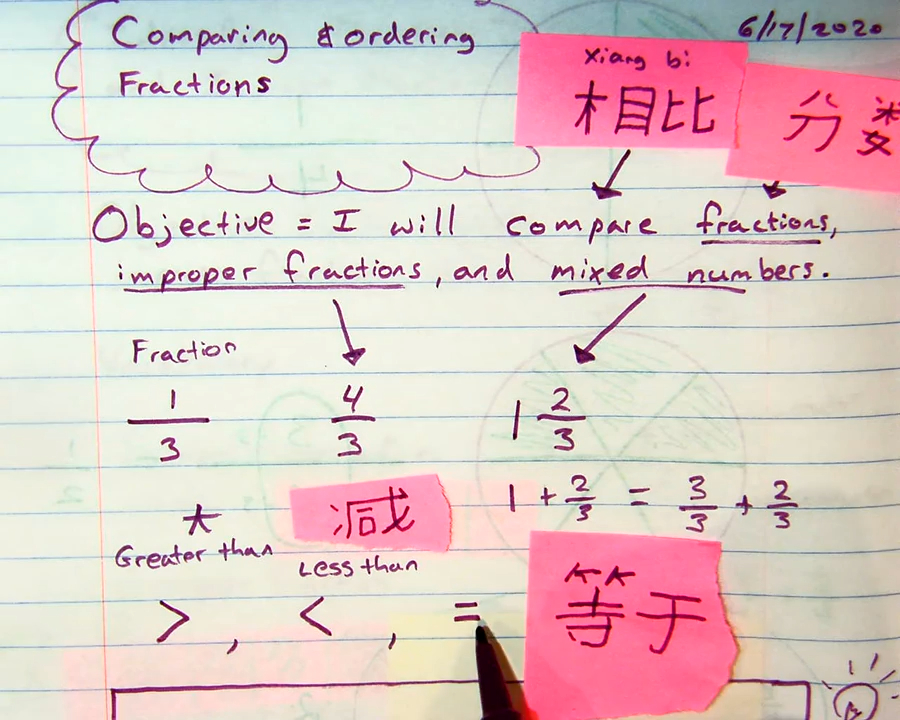 Comparing & ordering
Fractions
6/17/2020
xiang bi:
相比
分数
Objective = I will compare fractions,
improper fractions, and mixed numbers.
Fraction
1/3 4/3 1 2/3
1 + 2/3 = 3/3 + 2/3
大
减
Greater than
Less than
> , < , =
等于